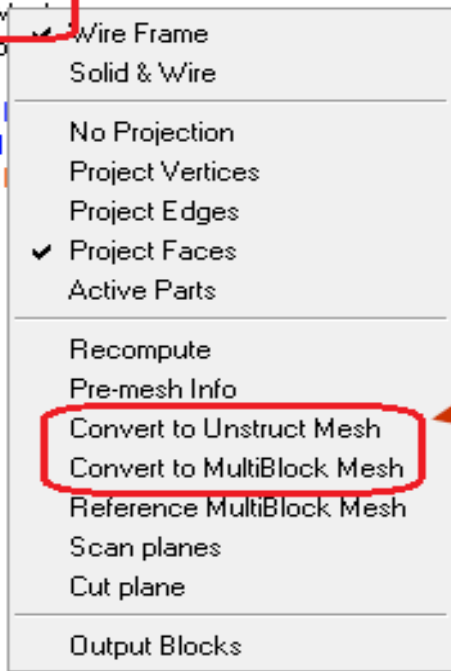 Wire Frame
Solid & Wire
No Projection
Project Vertices
Project Edges
Project Faces
Active Parts
Recompute
Pre-mesh Info
Convert to Unstruct Mesh
Convert to MultiBlock Mesh
Reference MultiBlock Mesh
Scan planes
Cut plane
Output Blocks